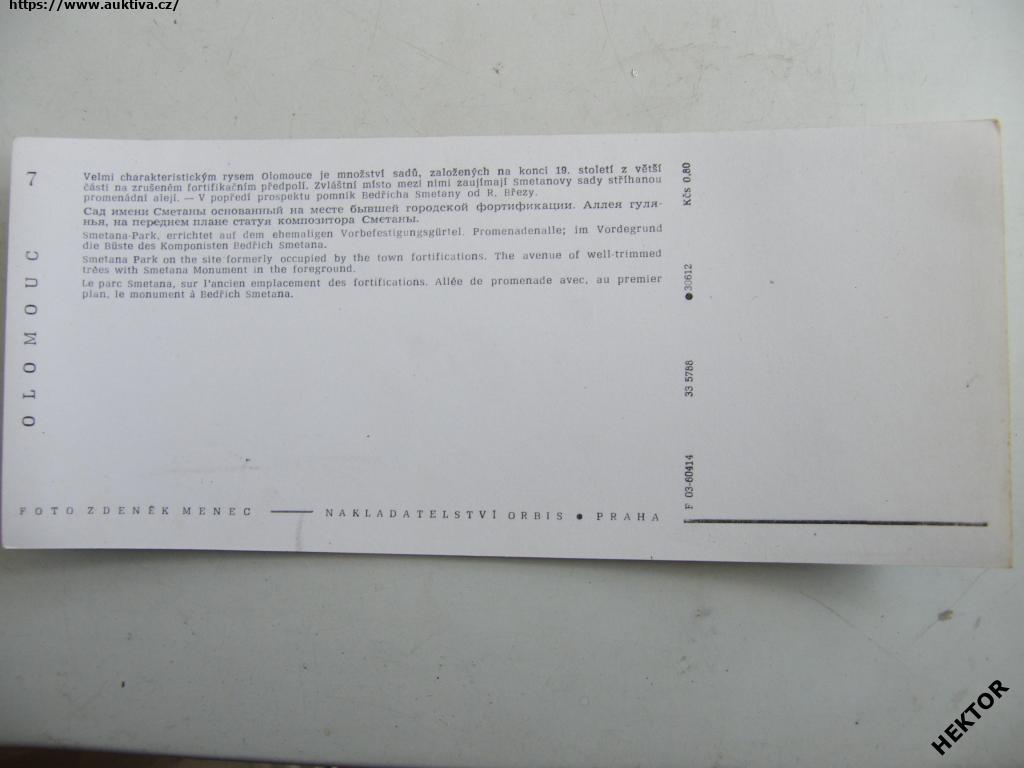 https://www.auktiva.cz/
7
OLOMOUC
Velmi charakteristickým rysem Olomouce je množství sadů, založených na konci 19. století z větší
části na zrušeném fortifikačním předpolí. Zvláštní místo mezi nimi zaujímají Smetanovy sady stříhanou
promenádní alejí. — V popředí prospektu pomník Bedřicha Smetany od R. Březy.
Сад имени Сметаны основанный на месте бывшей городской фортификации. Аллея гуля-
нья, на переднем плане статуя композитора Сметаны.
Smetana-Park, errichtet auf dem ehemaligen Vorbefestigungsgürtel. Promenadenalle; im Vordegrund
die Büste des Komponisten Bedřich Smetana.
Smetana Park on the site formerly occupied by the town fortifications. The avenue of well-trimmed
trees with Smetana Monument in the foreground.
Le parc Smetana, sur l'ancien emplacement des fortifications. Allée de promenade avec, au premier
plan, le monument à Bedřich Smetana.
FOTO ZDENĚK MENEC — NAKLADATELSTVÍ ORBIS • PRAHA
F 03-60414 33 5788 ●30612 Kčs 0,80
HEKTOR